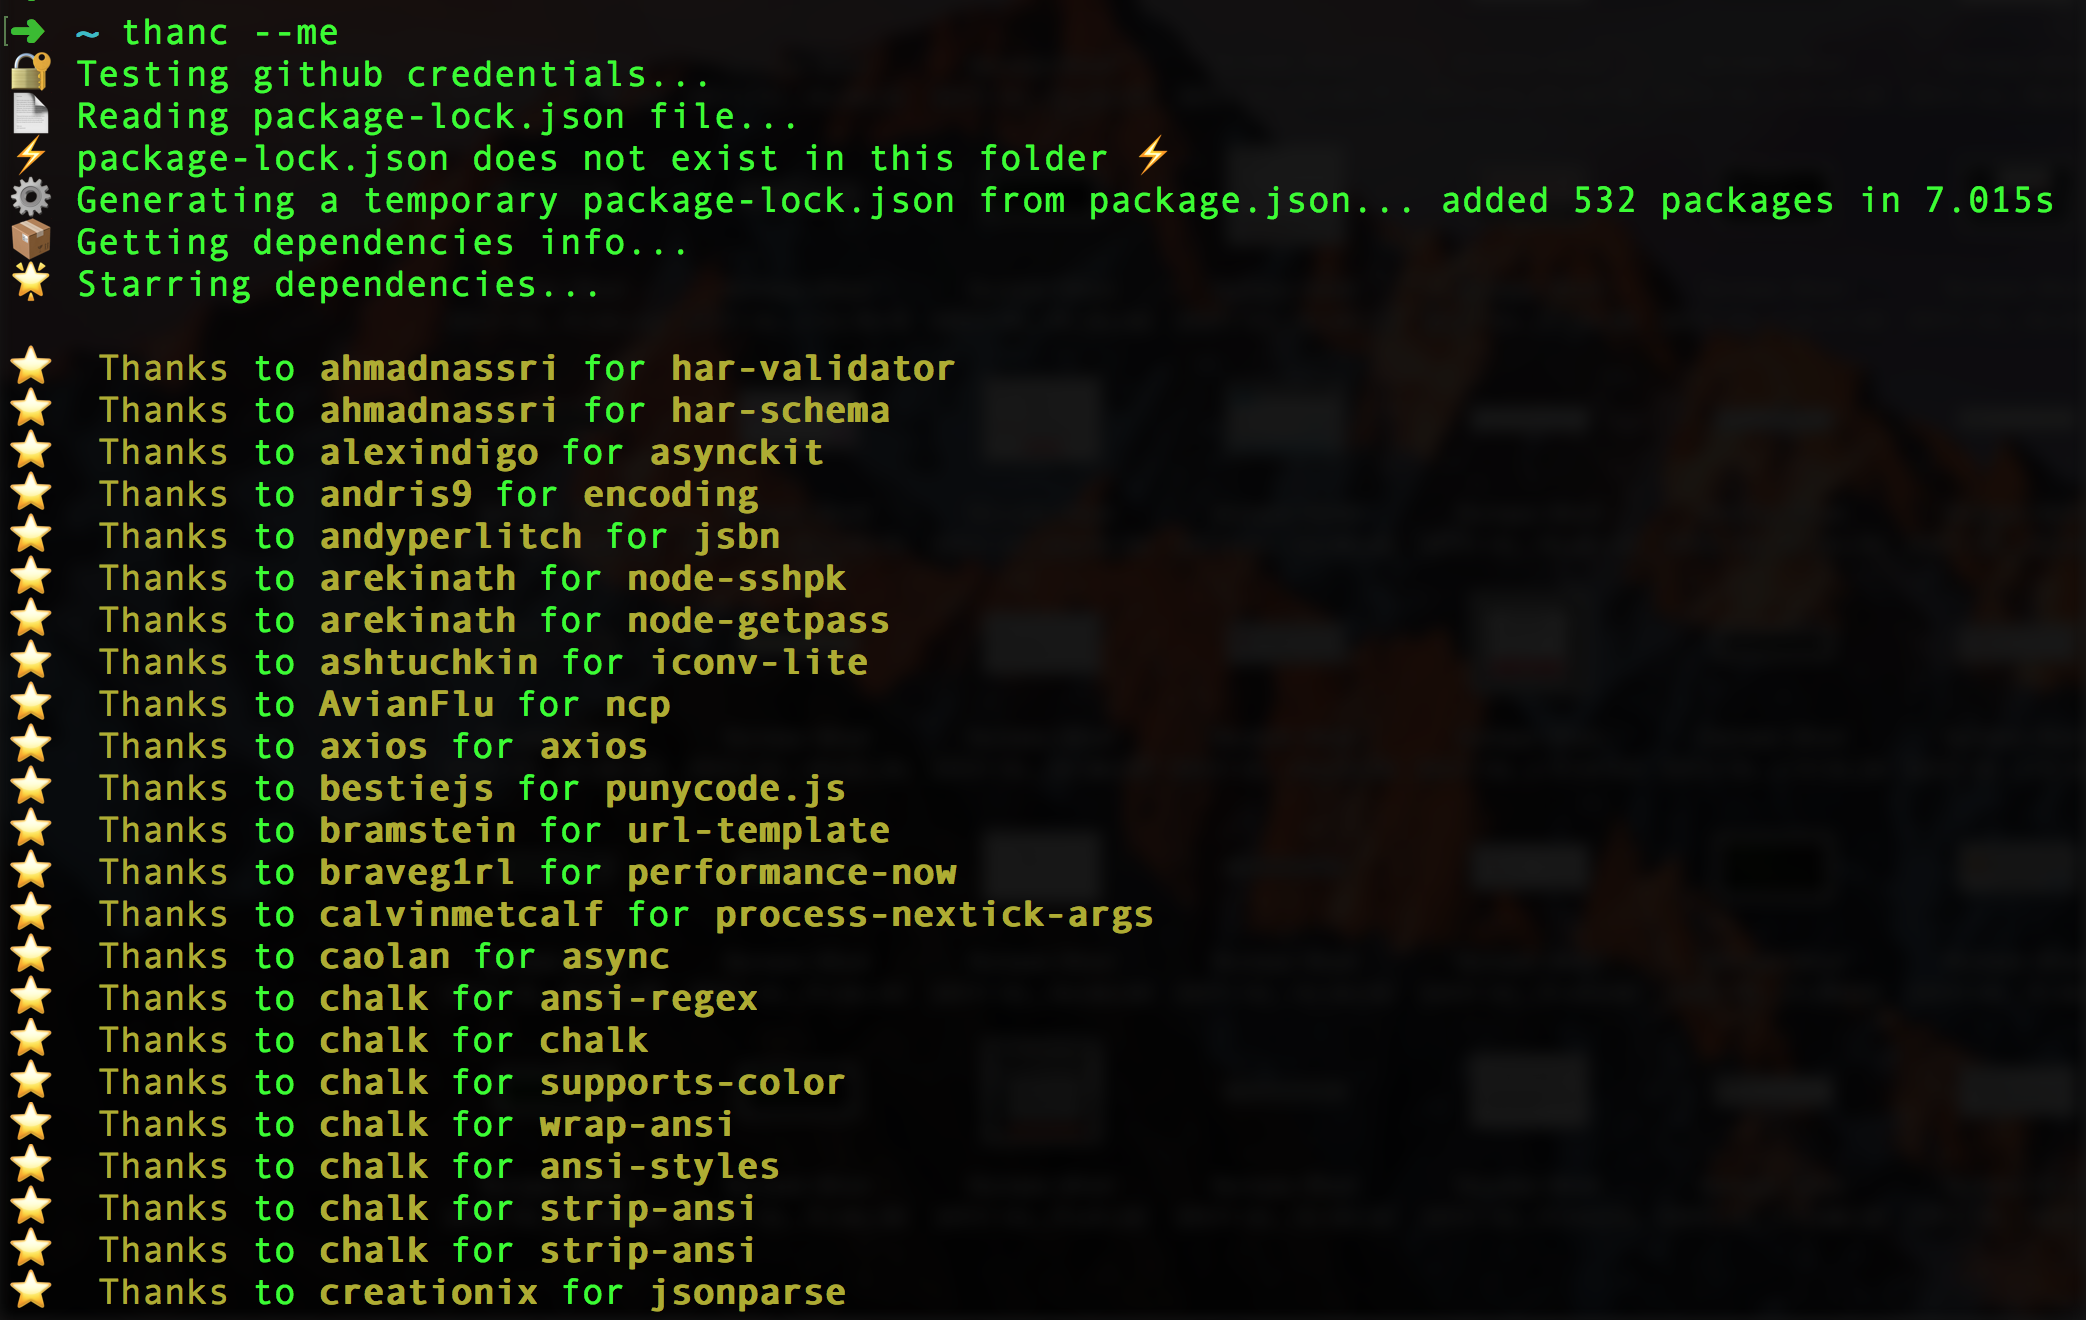 ➜ ~ thanc --me
🔐 Testing github credentials...
📄 Reading package-lock.json file...
⚡ package-lock.json does not exist in this folder ⚡
⚙️ Generating a temporary package-lock.json from package.json... added 532 packages in 7.015s
📦 Getting dependencies info...
🌟 Starring dependencies...
⭐ Thanks to ahmadnassri for har-validator
⭐ Thanks to ahmadnassri for har-schema
⭐ Thanks to alexindigo for asynckit
⭐ Thanks to andris9 for encoding
⭐ Thanks to andyperlitch for jsbn
⭐ Thanks to arekinath for node-sshpk
⭐ Thanks to arekinath for node-getpass
⭐ Thanks to ashtuchkin for iconv-lite
⭐ Thanks to AvianFlu for ncp
⭐ Thanks to axios for axios
⭐ Thanks to bestiejs for punycode.js
⭐ Thanks to bramstein for url-template
⭐ Thanks to braveg1rl for performance-now
⭐ Thanks to calvinmetcalf for process-nextick-args
⭐ Thanks to caolan for async
⭐ Thanks to chalk for ansi-regex
⭐ Thanks to chalk for chalk
⭐ Thanks to chalk for supports-color
⭐ Thanks to chalk for wrap-ansi
⭐ Thanks to chalk for ansi-styles
⭐ Thanks to chalk for strip-ansi
⭐ Thanks to chalk for strip-ansi
⭐ Thanks to creationix for jsonparse